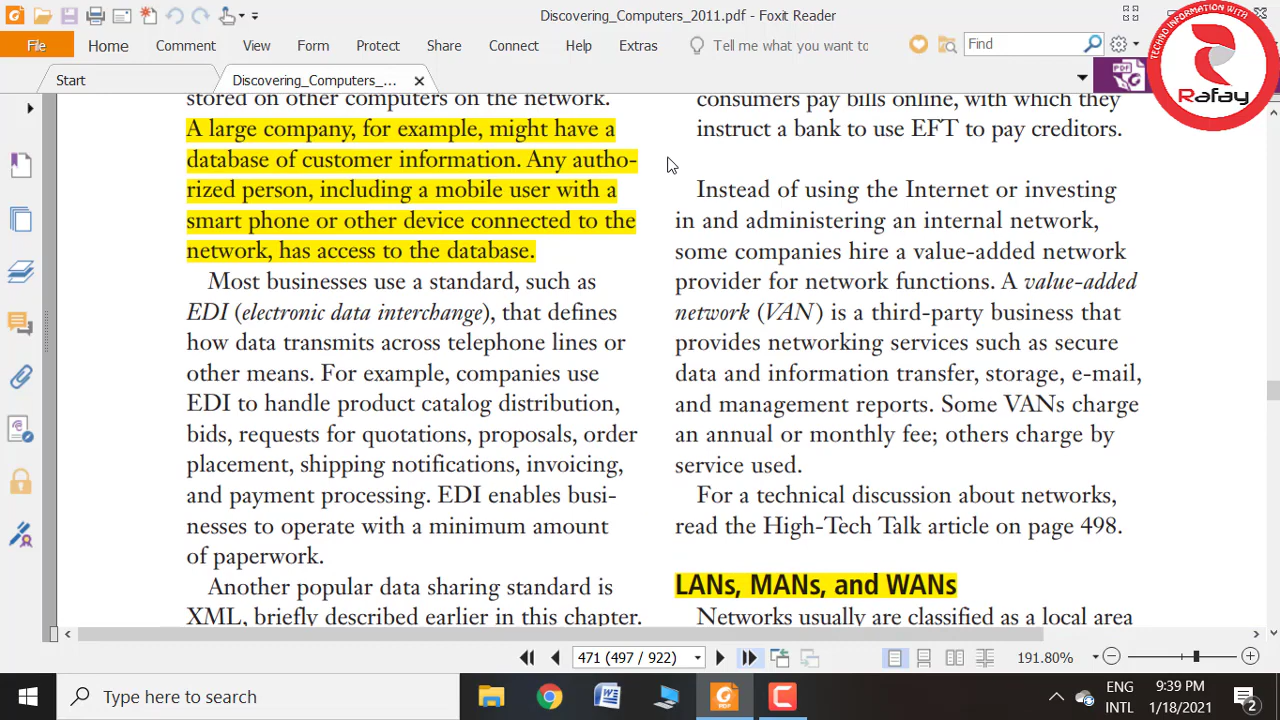 Discovering_Computers_2011.pdf - Foxit Reader
File Home Comment View Form Protect Share Connect Help Extras Tell me what you want to Find
Start Discovering_Computers_...
TECHNO INFORMATION WITH
Rafay
stored on other computers on the network.
A large company, for example, might have a
database of customer information. Any autho-
rized person, including a mobile user with a
smart phone or other device connected to the
network, has access to the database.
Most businesses use a standard, such as
EDI (electronic data interchange), that defines
how data transmits across telephone lines or
other means. For example, companies use
EDI to handle product catalog distribution,
bids, requests for quotations, proposals, order
placement, shipping notifications, invoicing,
and payment processing. EDI enables busi-
nesses to operate with a minimum amount
of paperwork.
Another popular data sharing standard is
XML, briefly described earlier in this chapter.
consumers pay bills online, with which they
instruct a bank to use EFT to pay creditors.
Instead of using the Internet or investing
in and administering an internal network,
some companies hire a value-added network
provider for network functions. A value-added
network (VAN) is a third-party business that
provides networking services such as secure
data and information transfer, storage, e-mail,
and management reports. Some VANs charge
an annual or monthly fee; others charge by
service used.
For a technical discussion about networks,
read the High-Tech Talk article on page 498.
LANs, MANs, and WANs
Networks usually are classified as a local area
471 (497 / 922) 191.80%
Type here to search
ENG
INTL
9:39 PM
1/18/2021
2